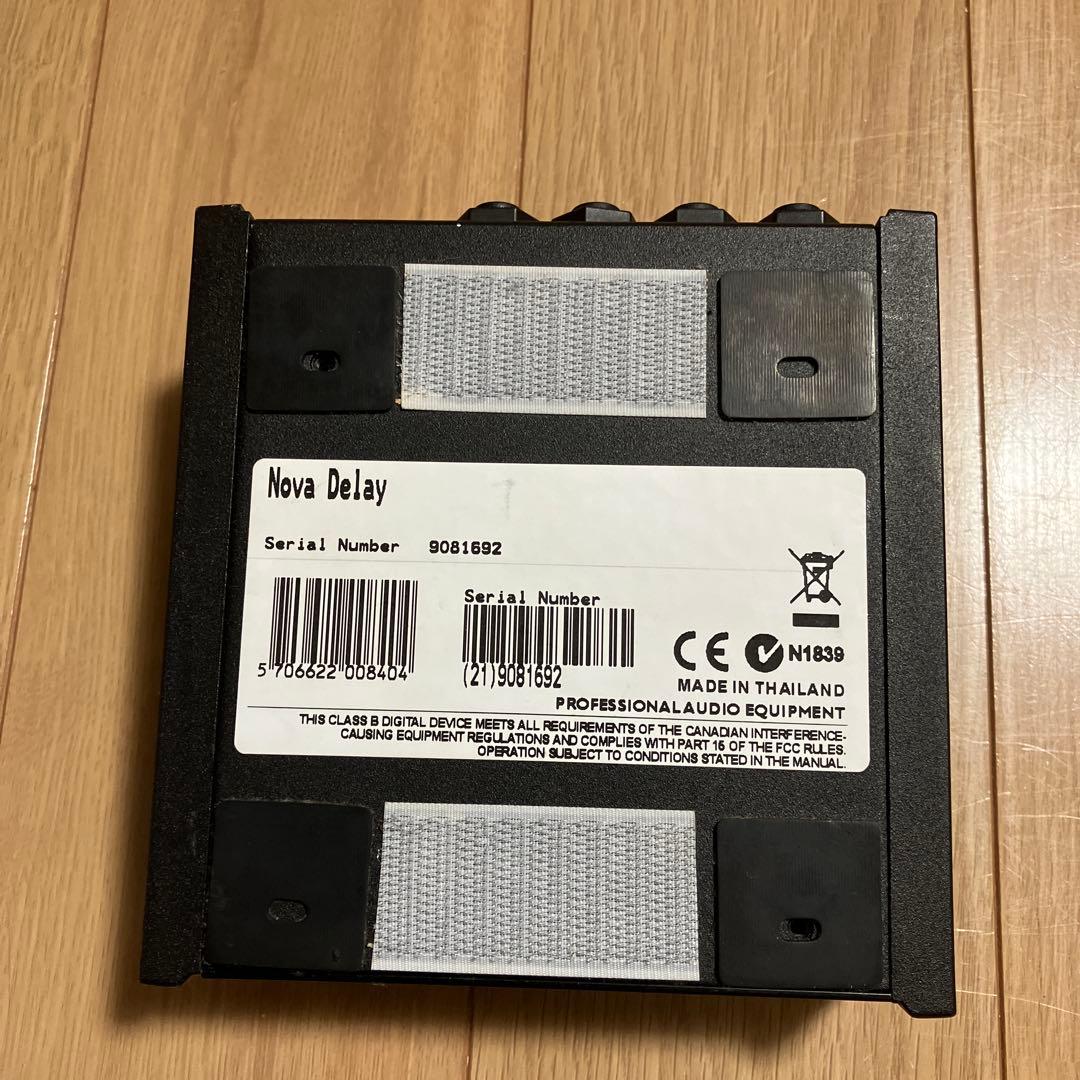 Nova Delay
Serial Number 9081692
Serial Number
5 706622 008404
(21)9081692
CE N1839
MADE IN THAILAND
PROFESSIONAL AUDIO EQUIPMENT
THIS CLASS B DIGITAL DEVICE MEETS ALL REQUIREMENTS OF THE CANADIAN INTERFERENCE-
CAUSING EQUIPMENT REGULATIONS AND COMPLIES WITH PART 15 OF THE FCC RULES.
OPERATION SUBJECT TO CONDITIONS STATED IN THE MANUAL.